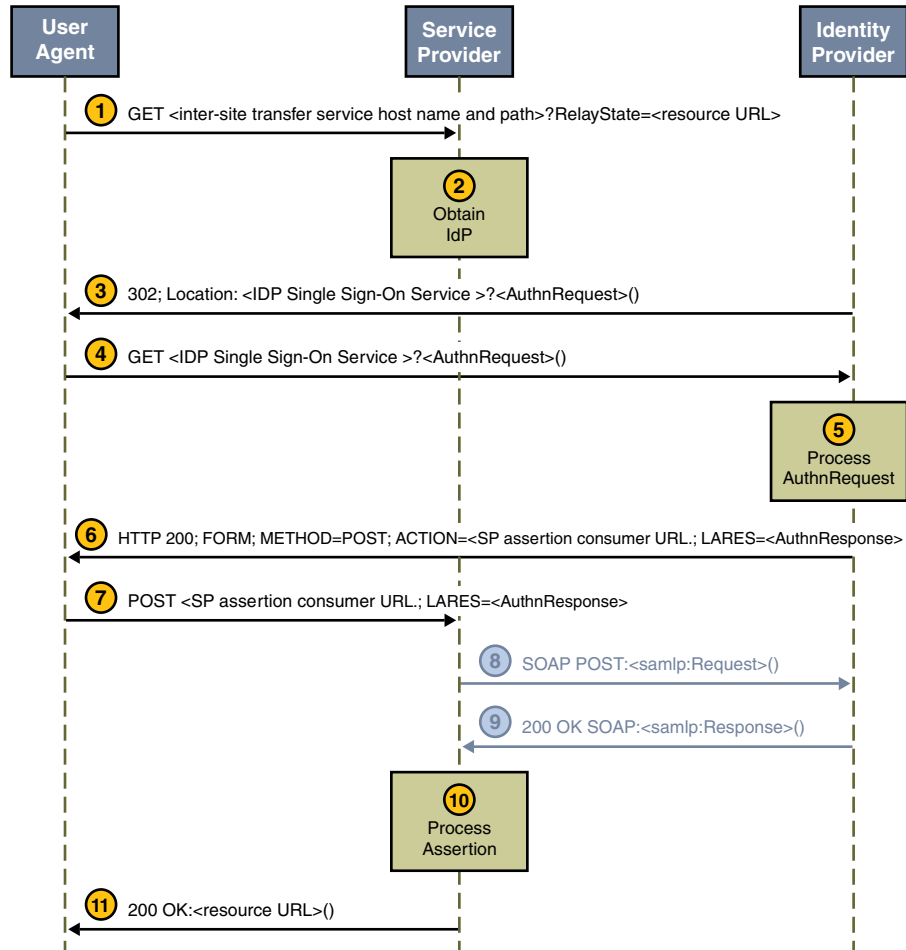 User
Agent
Service
Provider
Identity
Provider
1 GET <inter-site transfer service host name and path>?RelayState=<resource URL>
2
Obtain
IdP
3 302; Location: <IDP Single Sign-On Service >?<AuthnRequest>()
4 GET <IDP Single Sign-On Service >?<AuthnRequest>()
5
Process
AuthnRequest
6 HTTP 200; FORM; METHOD=POST; ACTION=<SP assertion consumer URL.; LARES=<AuthnResponse>
7 POST <SP assertion consumer URL.; LARES=<AuthnResponse>
8 SOAP POST:<samlp:Request>()
9 200 OK SOAP:<samlp:Response>()
10
Process
Assertion
11 200 OK:<resource URL>()